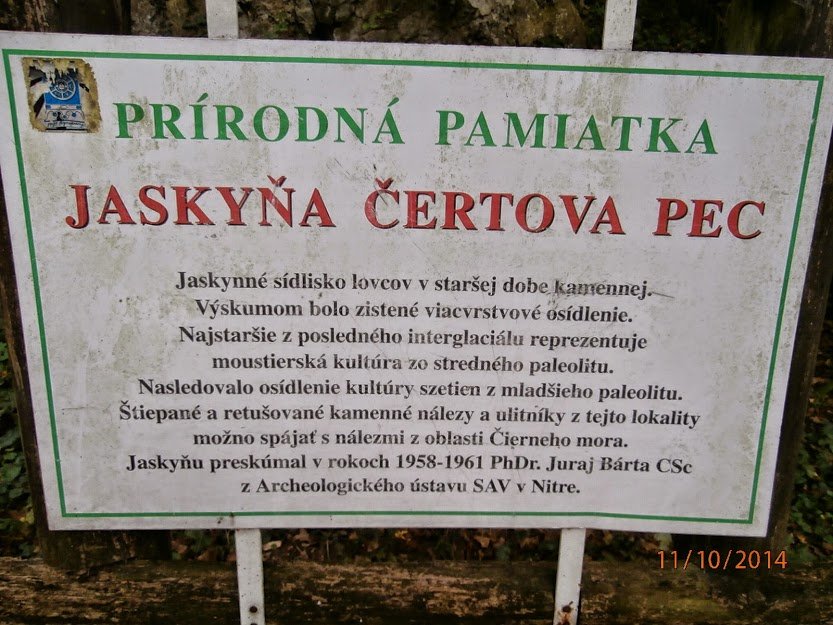 PRÍRODNÁ PAMIATKA
JASKYŇA ČERTOVA PEC
Jaskynné sídlisko lovcov v staršej dobe kamennej.
Výskumom bolo zistené viacvrstvové osídlenie.
Najstaršie z posledného interglaciálu reprezentuje
moustierská kultúra zo stredného paleolitu.
Nasledovalo osídlenie kultúry szetien z mladšieho paleolitu.
Štiepané a retušované kamenné nálezy a ulitníky z tejto lokality
možno spájať s nálezmi z oblasti Čierneho mora.
Jaskyňu preskúmal v rokoch 1958-1961 PhDr. Juraj Bárta CSc
z Archeologického ústavu SAV v Nitre.
11/10/2014